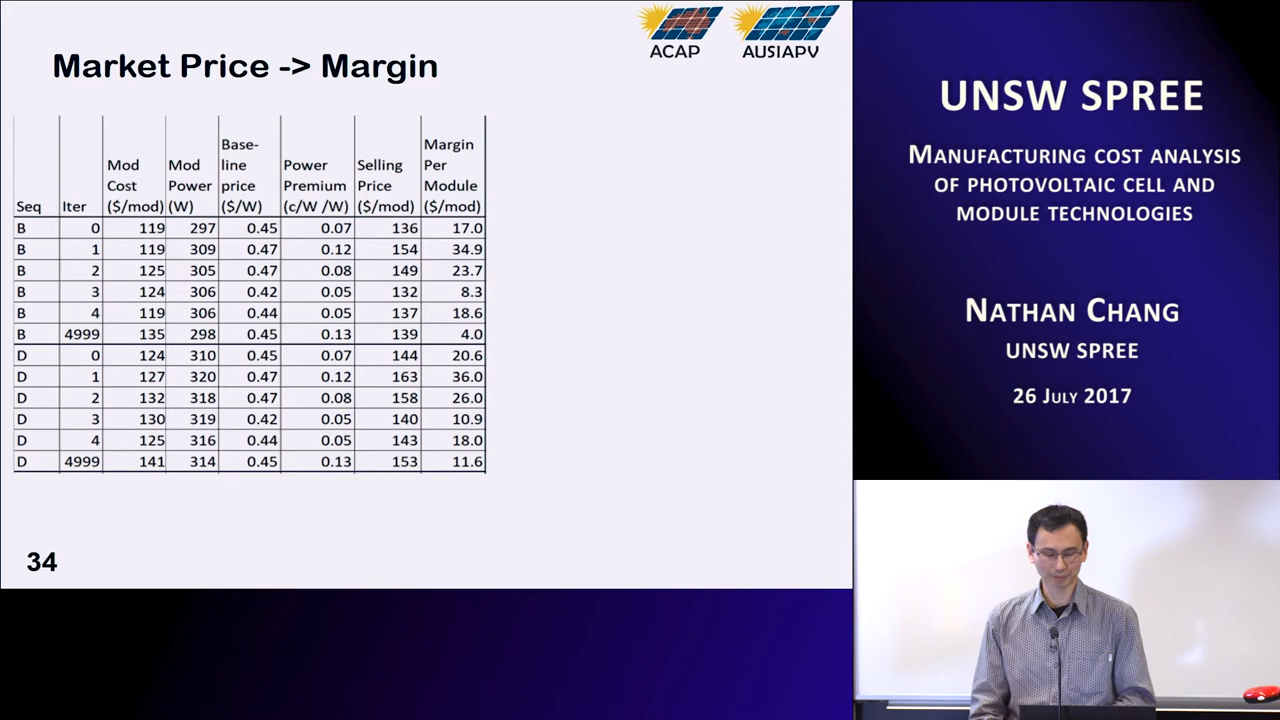 ACAP
AUSIAPV
Market Price -> Margin
Seq Iter Mod Cost ($/mod) Mod Power (W) Base-line price ($/W) Power Premium (c/W /W) Selling Price ($/mod) Margin Per Module ($/mod)
B 0 119 297 0.45 0.07 136 17.0
B 1 119 309 0.47 0.12 154 34.9
B 2 125 305 0.47 0.08 149 23.7
B 3 124 306 0.42 0.05 132 8.3
B 4 119 306 0.44 0.05 137 18.6
B 4999 135 298 0.45 0.13 139 4.0
D 0 124 310 0.45 0.07 144 20.6
D 1 127 320 0.47 0.12 163 36.0
D 2 132 318 0.47 0.08 158 26.0
D 3 130 319 0.42 0.05 140 10.9
D 4 125 316 0.44 0.05 143 18.0
D 4999 141 314 0.45 0.13 153 11.6
34
UNSW SPREE
MANUFACTURING COST ANALYSIS
OF PHOTOVOLTAIC CELL AND
MODULE TECHNOLOGIES
NATHAN CHANG
UNSW SPREE
26 JULY 2017